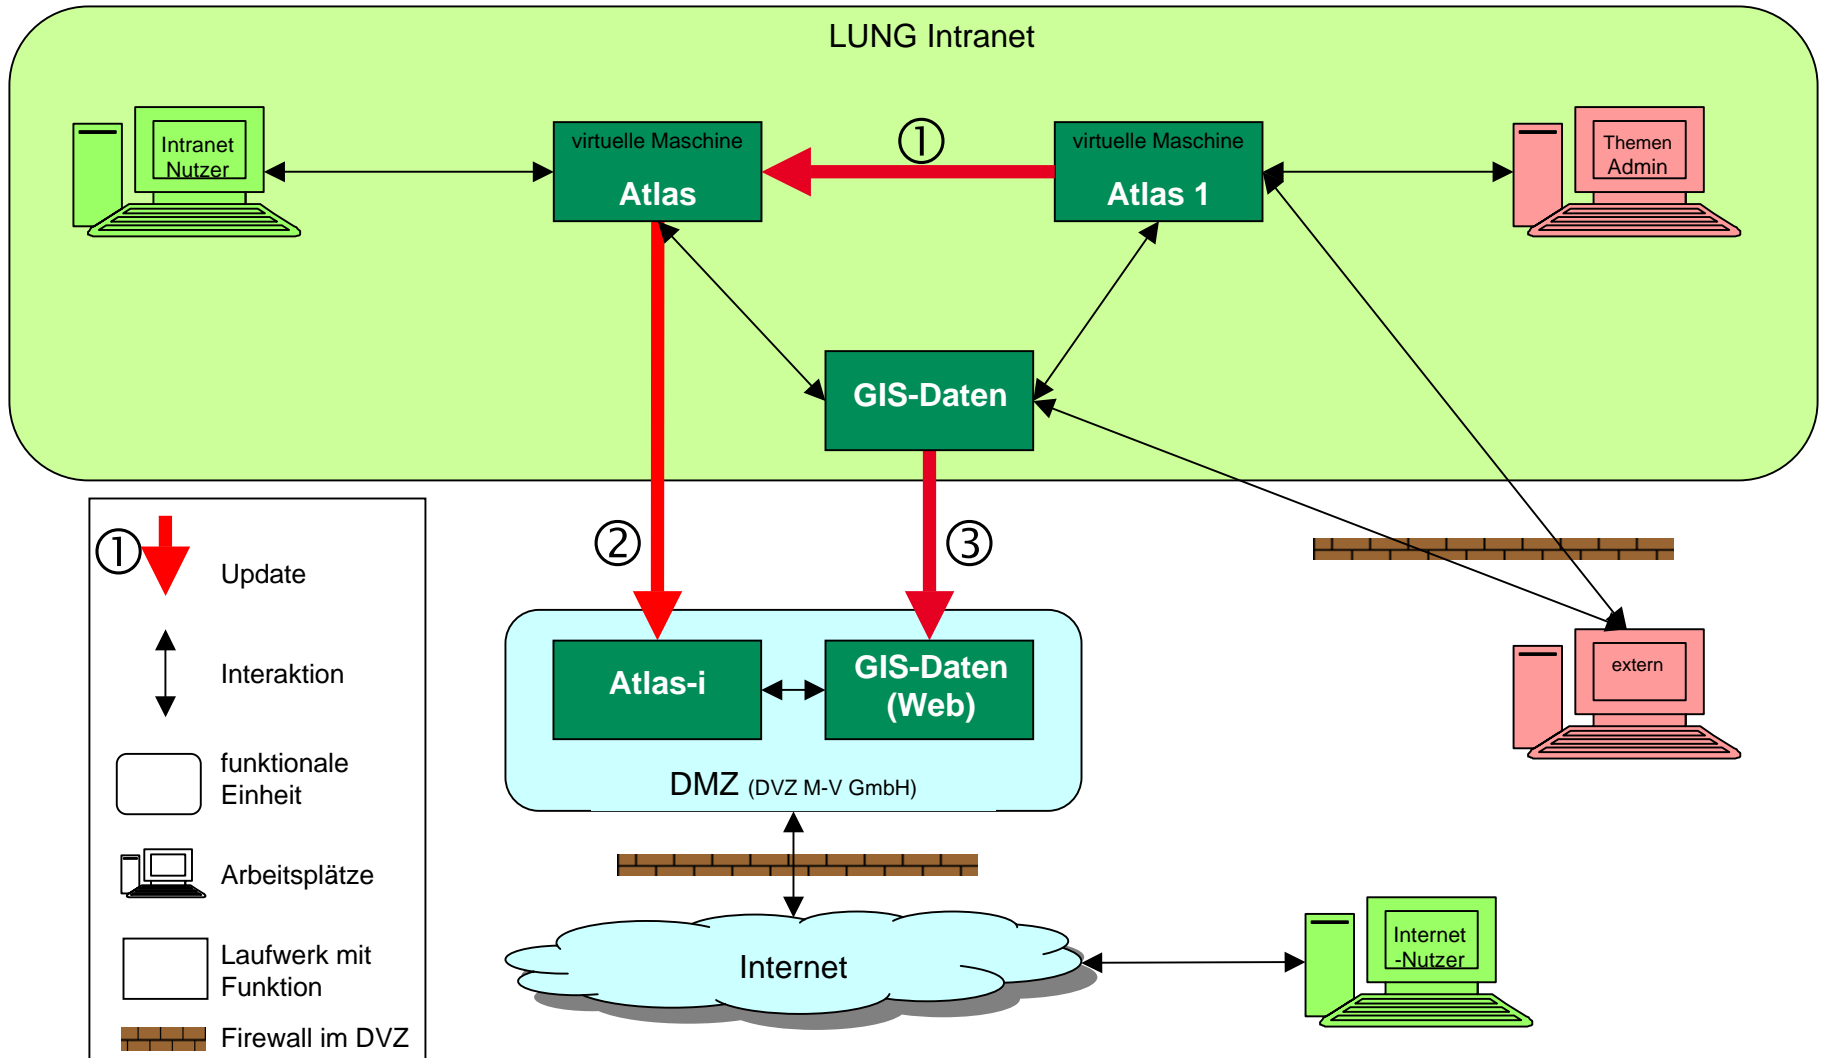 LUNG Intranet
Intranet
Nutzer
virtuelle Maschine
Atlas
①
virtuelle Maschine
Atlas 1
Themen
Admin
GIS-Daten
②
③
①
Update
Interaktion
funktionale
Einheit
Arbeitsplätze
Laufwerk mit
Funktion
Firewall im DVZ
Atlas-i
GIS-Daten
(Web)
DMZ (DVZ M-V GmbH)
extern
Internet
Internet
-Nutzer